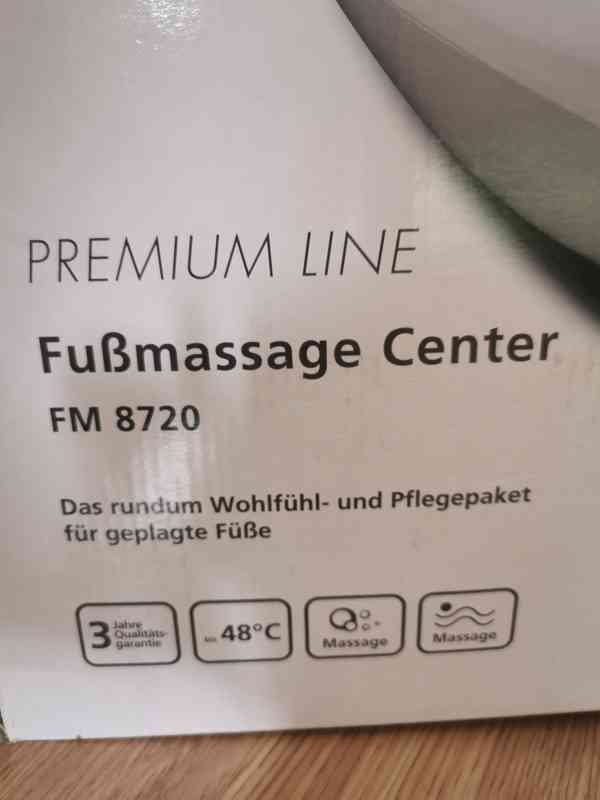 PREMIUM LINE
Fußmassage Center
FM 8720
Das rundum Wohlfühl- und Pflegepaket
für geplagte Füße
3 Jahre
Qualitäts-
garantie
bis 48°C
Massage
Massage